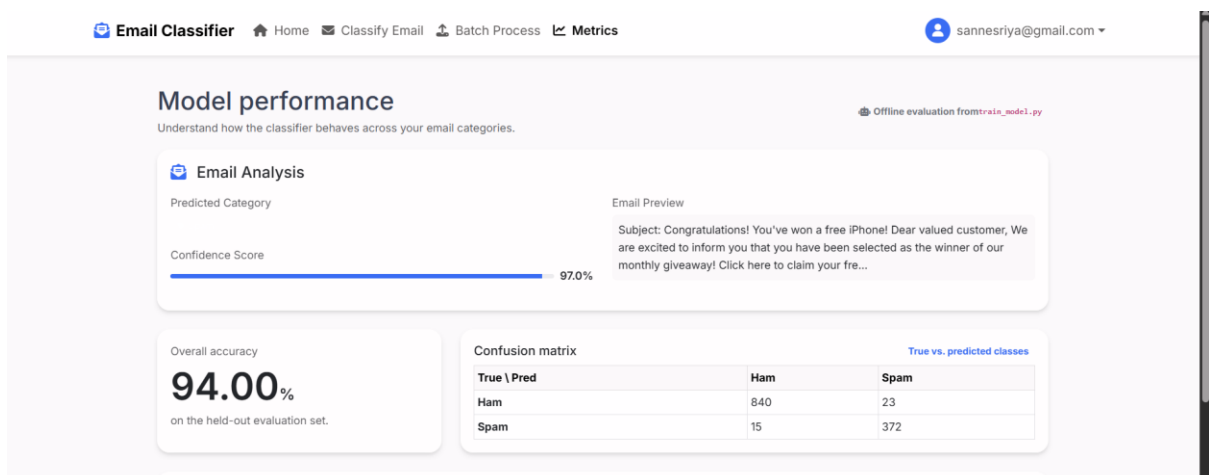 Email Classifier Home Classify Email Batch Process Metrics sannesriya@gmail.com
Model performance
Understand how the classifier behaves across your email categories.
Offline evaluation fromtrain_model.py
Email Analysis
Predicted Category
Confidence Score
97.0%
Email Preview
Subject: Congratulations! You've won a free iPhone! Dear valued customer, We
are excited to inform you that you have been selected as the winner of our
monthly giveaway! Click here to claim your fre...
Overall accuracy
94.00%
on the held-out evaluation set.
Confusion matrix True vs. predicted classes
True \ Pred Ham Spam
Ham 840 23
Spam 15 372